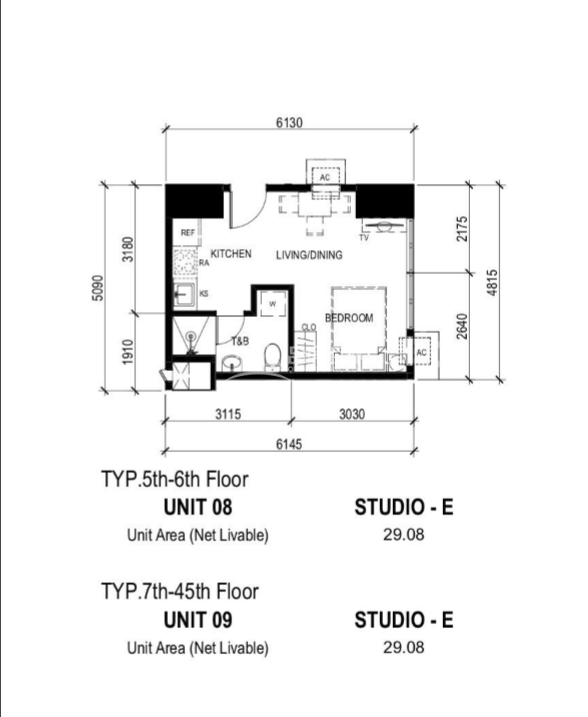 6130
AC
REF
TV
KITCHEN
LIVING/DINING
RA
KS
W
BEDROOM
CLO
T&B
AC
3180
5090
1910
2175
4815
2640
3115
3030
6145
TYP.5th-6th Floor
UNIT 08
STUDIO - E
Unit Area (Net Livable)
29.08
TYP.7th-45th Floor
UNIT 09
STUDIO - E
Unit Area (Net Livable)
29.08